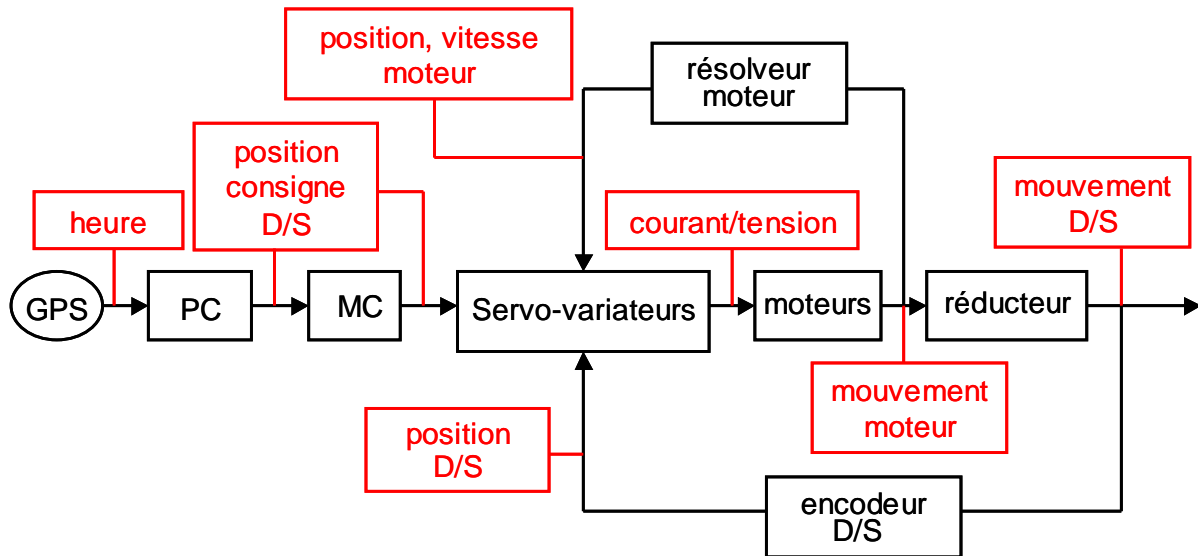 position, vitesse
moteur
résolveur
moteur
position
consigne
D/S
mouvement
D/S
heure
courant/tension
GPS
PC
MC
Servo-variateurs
moteurs
réducteur
mouvement
moteur
position
D/S
encodeur
D/S